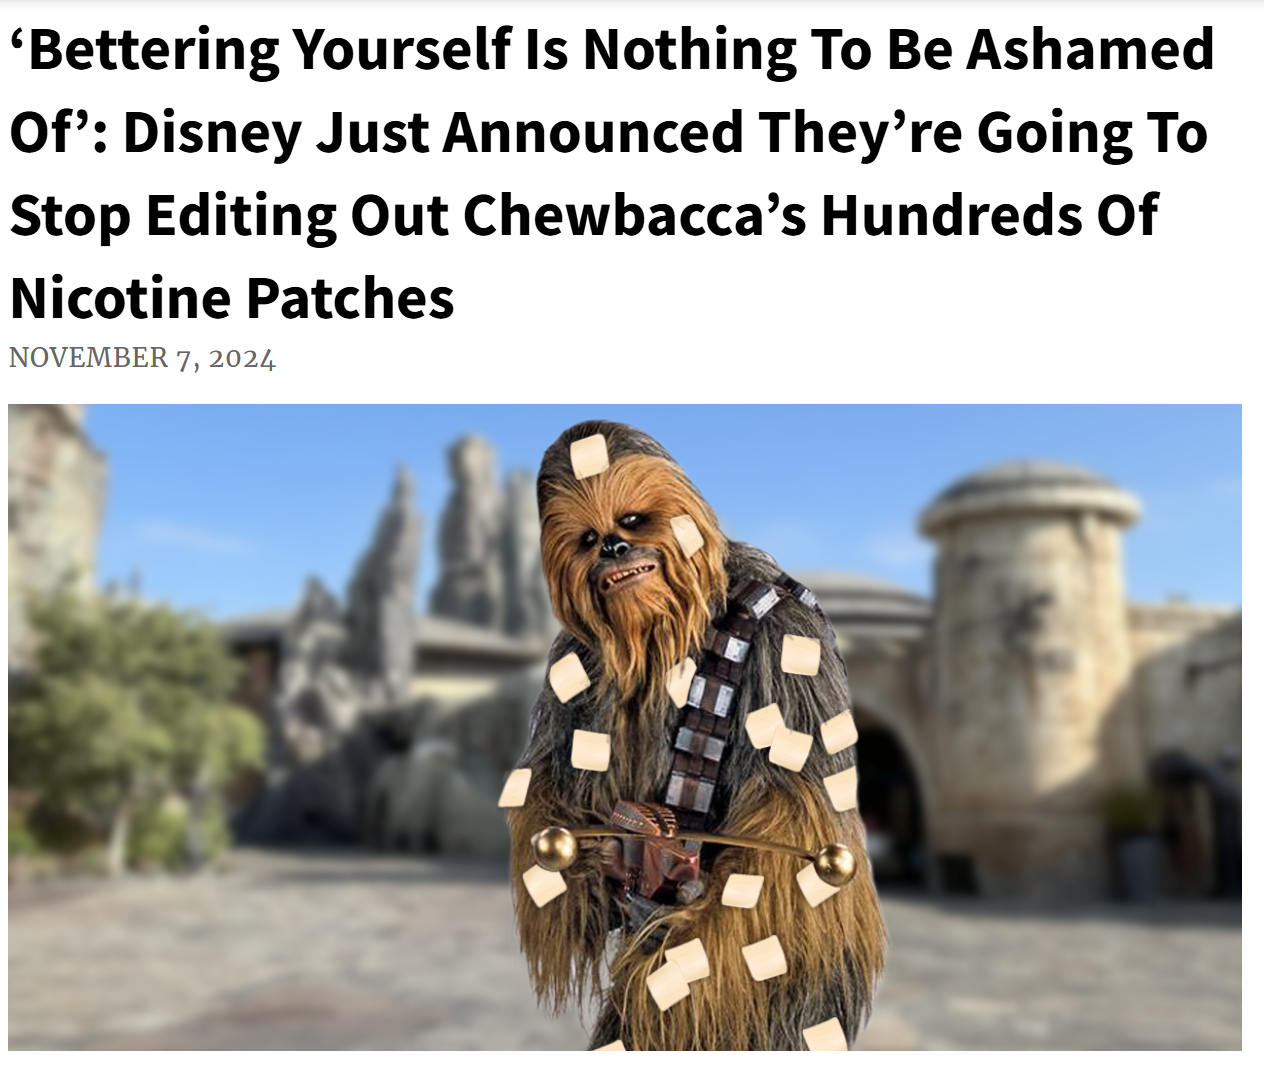 ‘Bettering Yourself Is Nothing To Be Ashamed
Of’: Disney Just Announced They’re Going To
Stop Editing Out Chewbacca’s Hundreds Of
Nicotine Patches
NOVEMBER 7, 2024